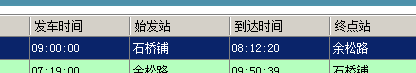 发车时间 始发站 到达时间 终点站
09:00:00 石桥铺 08:12:20 余松路
07:19:00 余松路 09:50:39 石桥铺